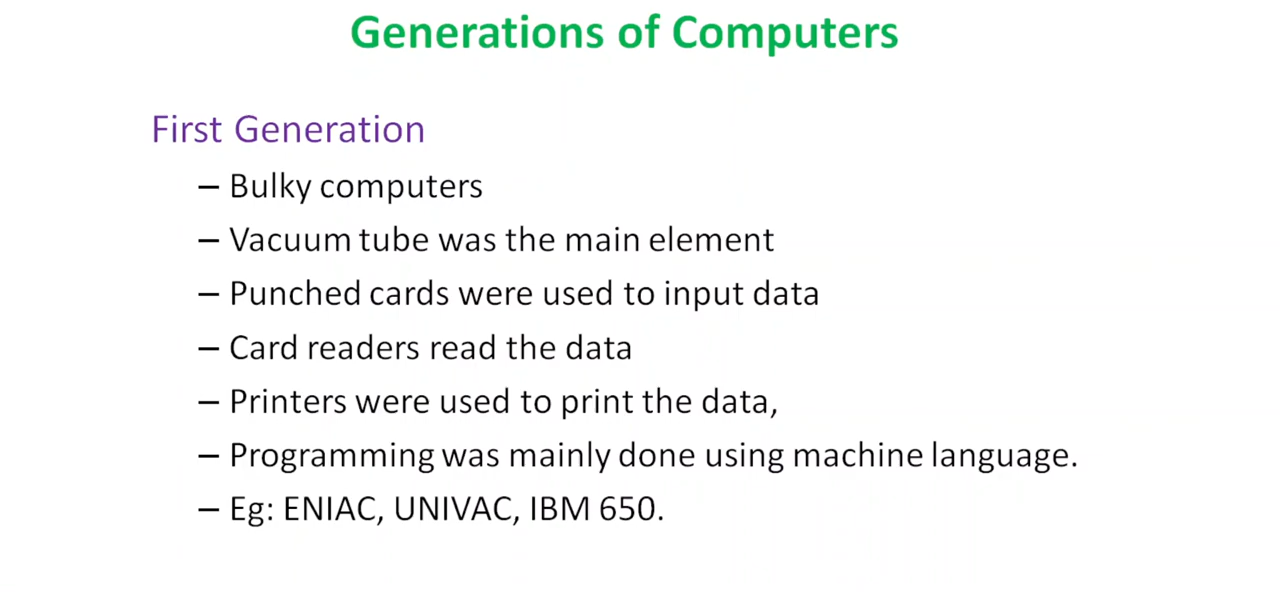 Generations of Computers
First Generation
– Bulky computers
– Vacuum tube was the main element
– Punched cards were used to input data
– Card readers read the data
– Printers were used to print the data,
– Programming was mainly done using machine language.
– Eg: ENIAC, UNIVAC, IBM 650.